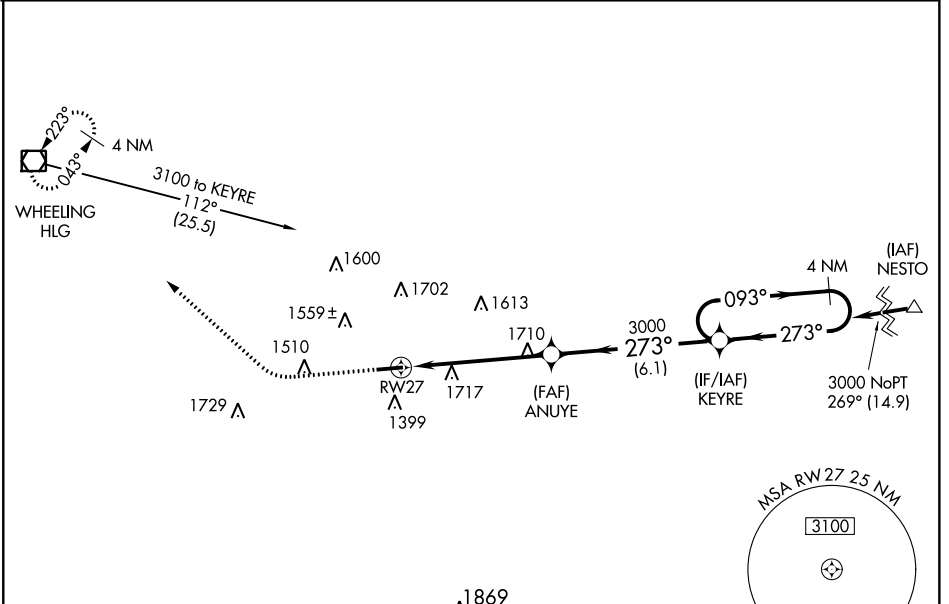 223°
043°
4 NM
WHEELING
HLG
3100 to KEYRE
112°
(25.5)
1600
1702
1559 ±
1613
1510
1729
RW27
1399
1717
1710
(FAF)
ANUYE
3000
273°
(6.1)
093°
4 NM
273°
(IF/IAF)
KEYRE
(IAF)
NESTO
3000 NoPT
269° (14.9)
MSA RW27 25 NM
3100
1869